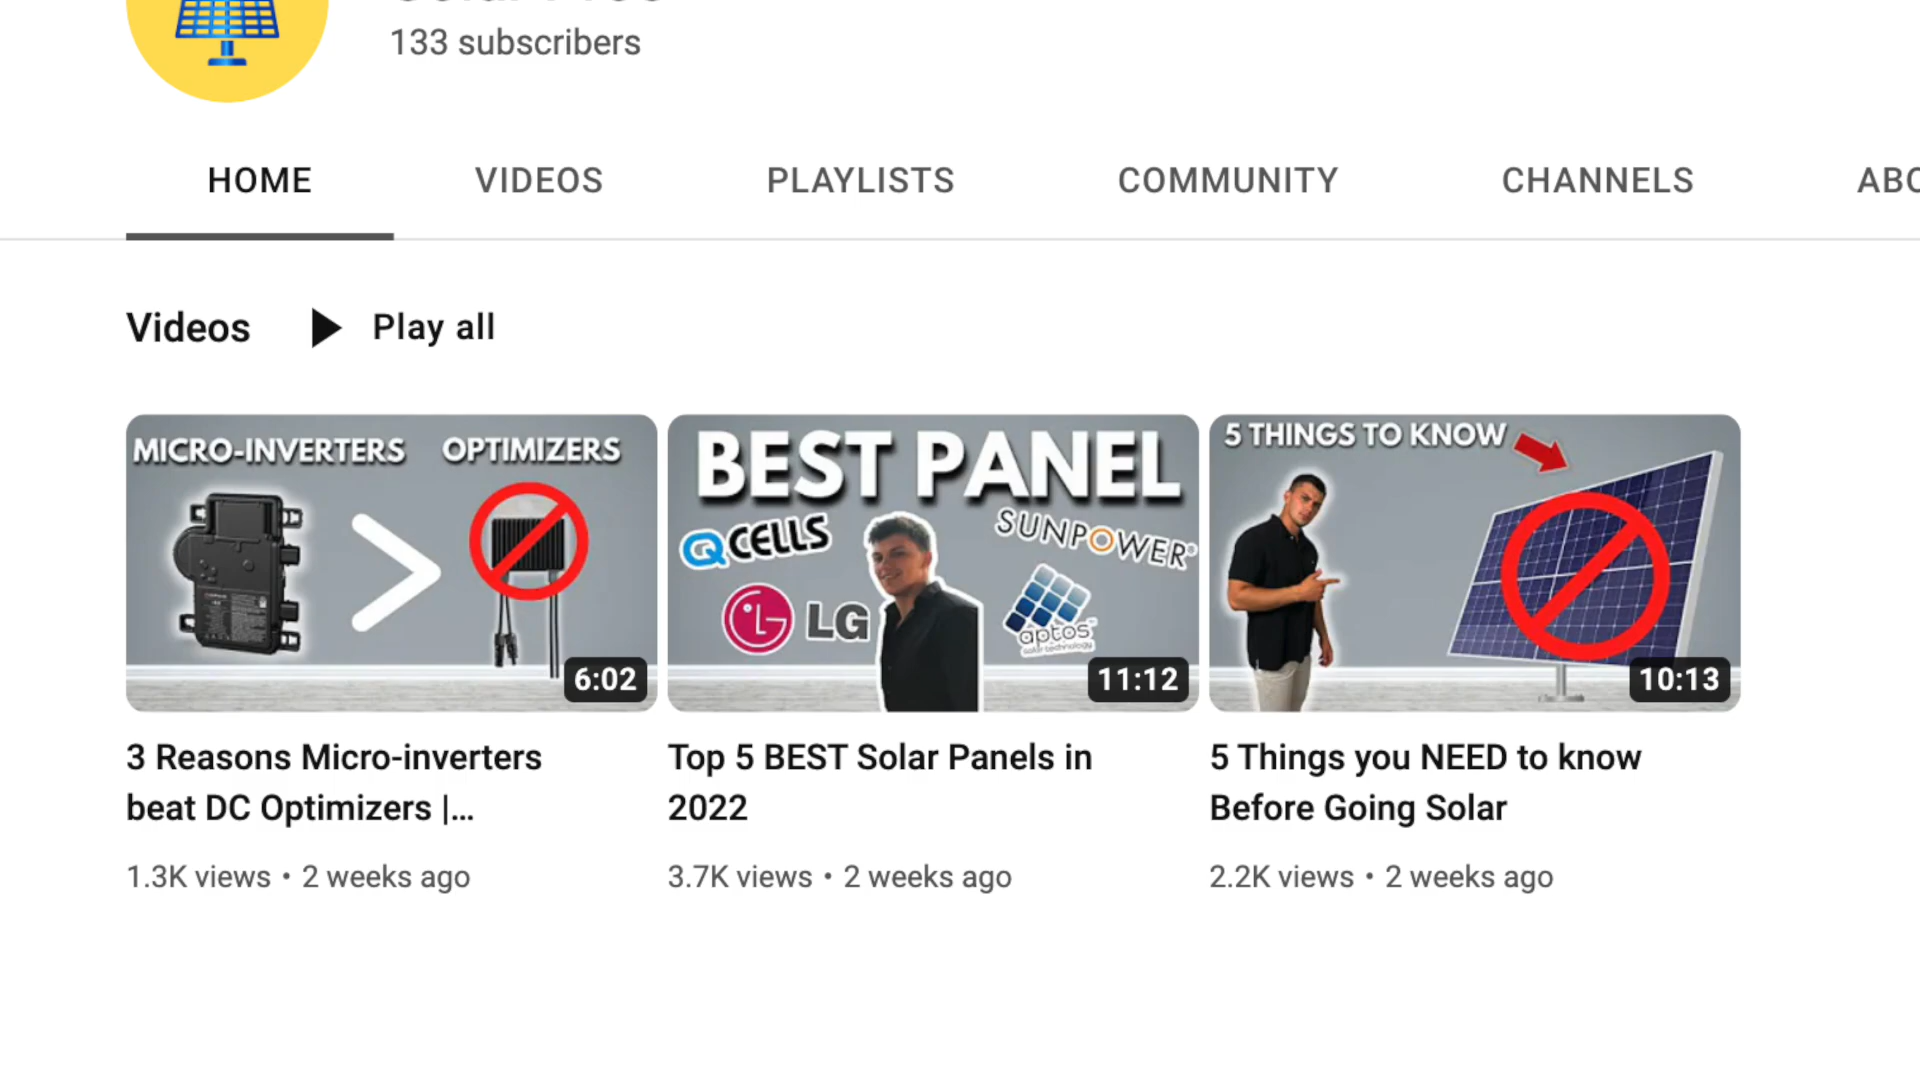 133 subscribers
HOME VIDEOS PLAYLISTS COMMUNITY CHANNELS ABO
Videos Play all
MICRO-INVERTERS OPTIMIZERS
6:02
BEST PANEL
QCELLS SUNPOWER
LG aptos
solar technology
11:12
5 THINGS TO KNOW
10:13
3 Reasons Micro-inverters
beat DC Optimizers |...
1.3K views • 2 weeks ago
Top 5 BEST Solar Panels in
2022
3.7K views • 2 weeks ago
5 Things you NEED to know
Before Going Solar
2.2K views • 2 weeks ago